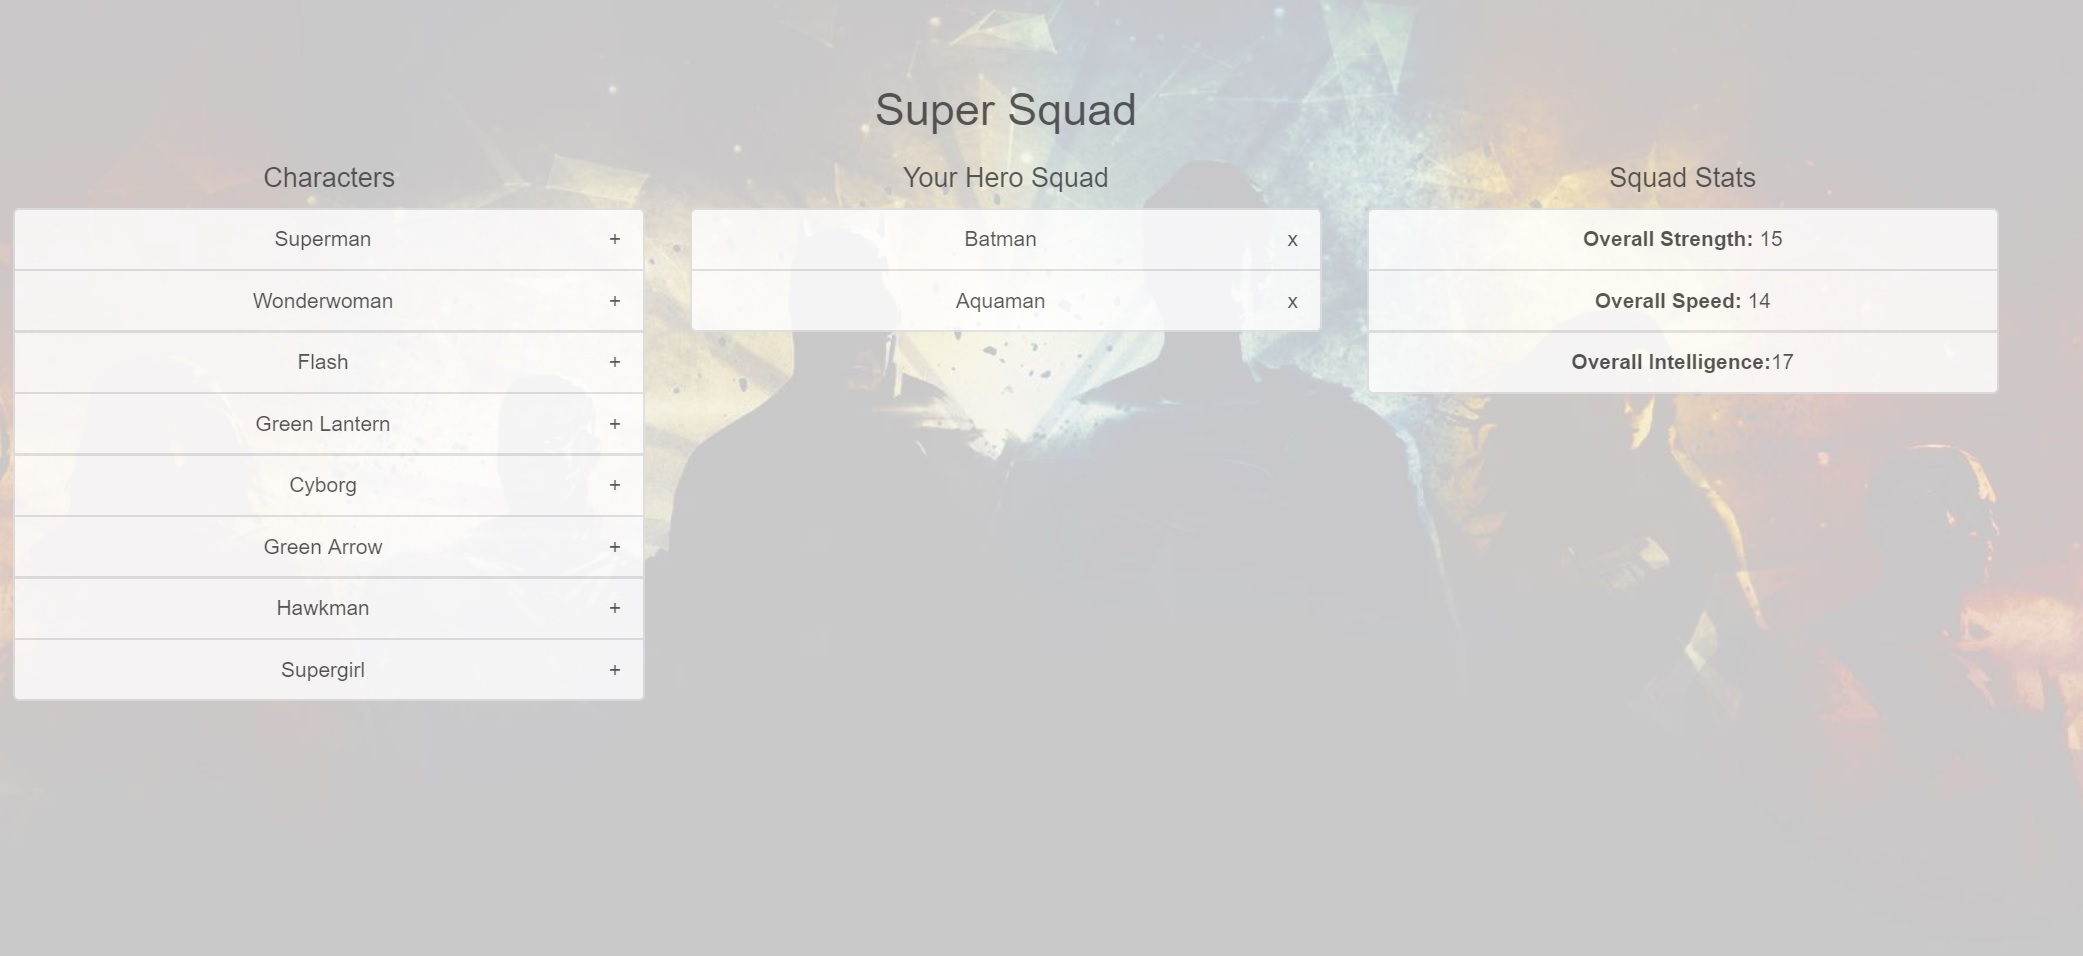 Super Squad
Characters
Superman +
Wonderwoman +
Flash +
Green Lantern +
Cyborg +
Green Arrow +
Hawkman +
Supergirl +
Your Hero Squad
Batman x
Aquaman x
Squad Stats
Overall Strength: 15
Overall Speed: 14
Overall Intelligence:17